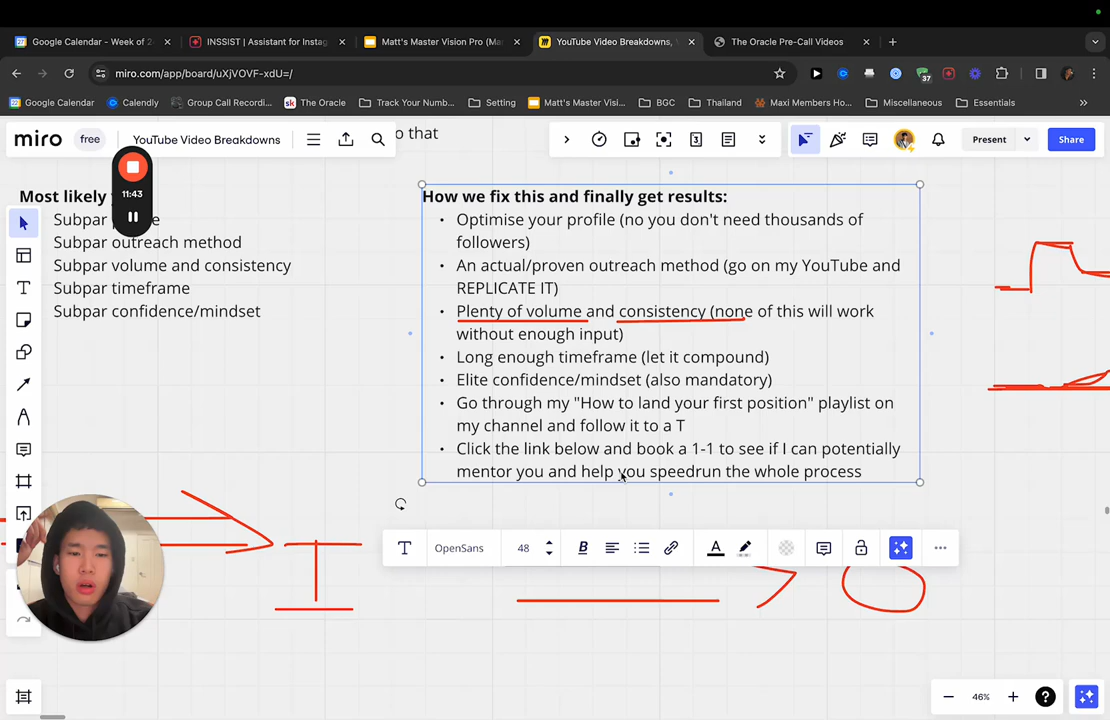 Google Calendar - Week of 2
INSSIST | Assistant for Instag
Matt's Master Vision Pro (Ma
YouTube Video Breakdowns,
The Oracle Pre-Call Videos
miro.com/app/board/uXjVOVF-xdU=/
37
Google Calendar
Calendly
Group Call Recordi...
sk The Oracle
Track Your Numb...
Setting
Matt's Master Visi...
BGC
Thailand
Maxi Members Ho...
Miscellaneous
Essentials
miro
free
YouTube Video Breakdowns
o that
3
Present
Share
11:43
Most likely
Subpar
Subpar outreach method
Subpar volume and consistency
Subpar timeframe
Subpar confidence/mindset
How we fix this and finally get results:
• Optimise your profile (no you don't need thousands of
followers)
• An actual/proven outreach method (go on my YouTube and
REPLICATE IT)
• Plenty of volume and consistency (none of this will work
without enough input)
• Long enough timeframe (let it compound)
• Elite confidence/mindset (also mandatory)
• Go through my "How to land your first position" playlist on
my channel and follow it to a T
• Click the link below and book a 1-1 to see if I can potentially
mentor you and help you speedrun the whole process
OpenSans
48
B
A
I
46%
?